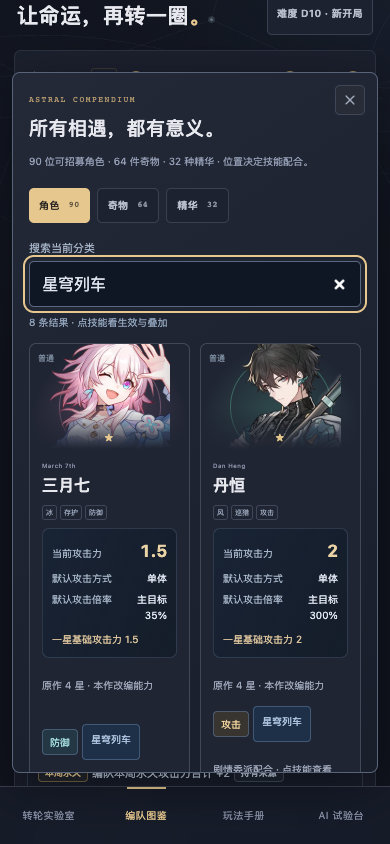 让命运，再转一圈。
难度 D10 · 新开局
ASTRAL COMPENDIUM
所有相遇，都有意义。
90 位可招募角色 · 64 件奇物 · 32 种精华 · 位置决定技能配合。
角色 90
奇物 64
精华 32
搜索当前分类
星穹列车
8 条结果 · 点技能看生效与叠加
普通
March 7th
三月七
冰 存护 防御
当前攻击力 1.5
默认攻击方式 单体
默认攻击倍率 主目标
35%
一星基础攻击力 1.5
原作 4 星 · 本作改编能力
防御 星穹列车
普通
Dan Heng
丹恒
风 巡猎 攻击
当前攻击力 2
默认攻击方式 单体
默认攻击倍率 主目标
300%
一星基础攻击力 2
原作 4 星 · 本作改编能力
攻击 星穹列车
转轮实验室
编队图鉴
玩法手册
AI 试验台